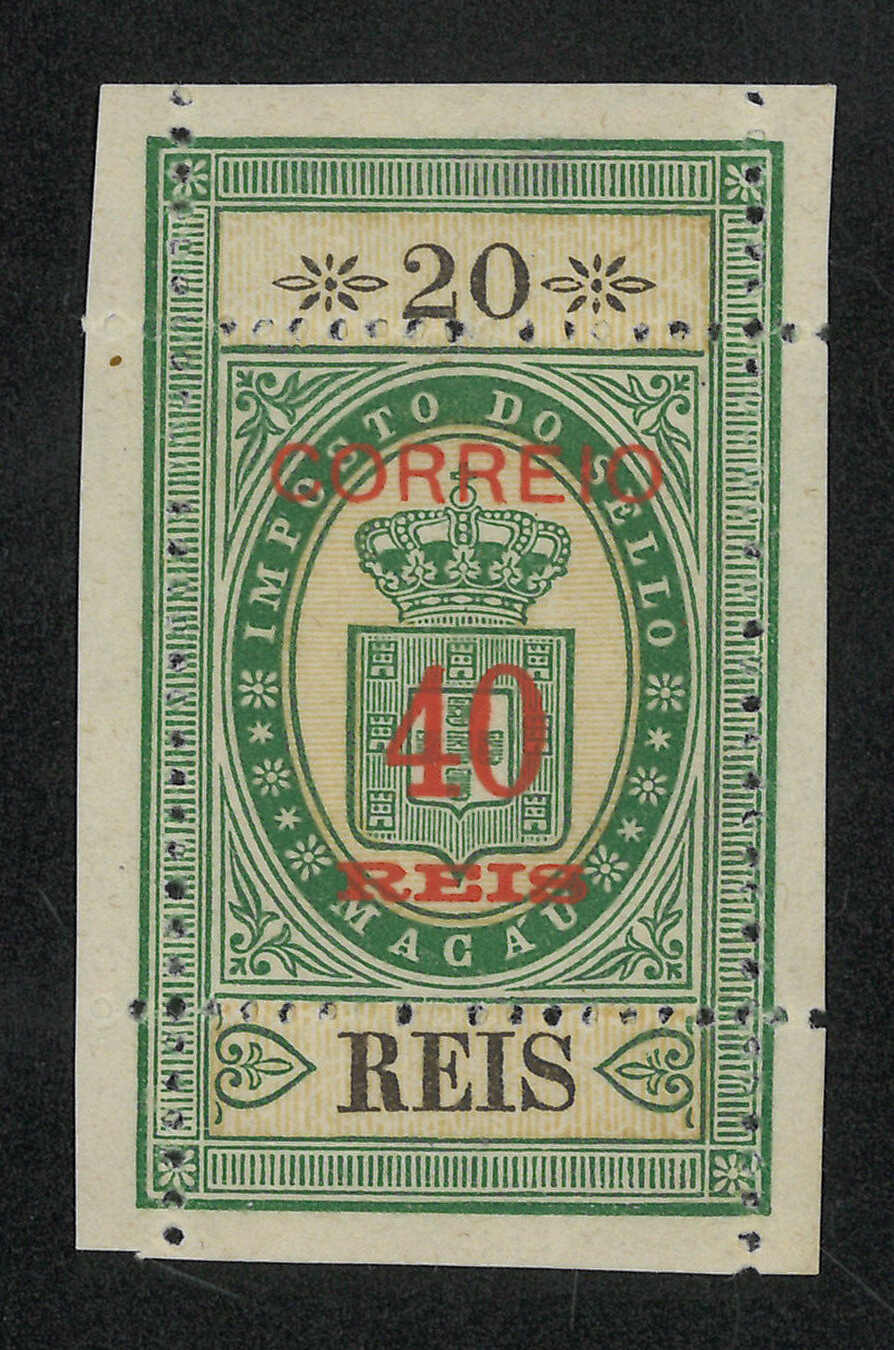 20
IMPOSTO DO SELLO
CORREIO
40
REIS
MACAU
REIS